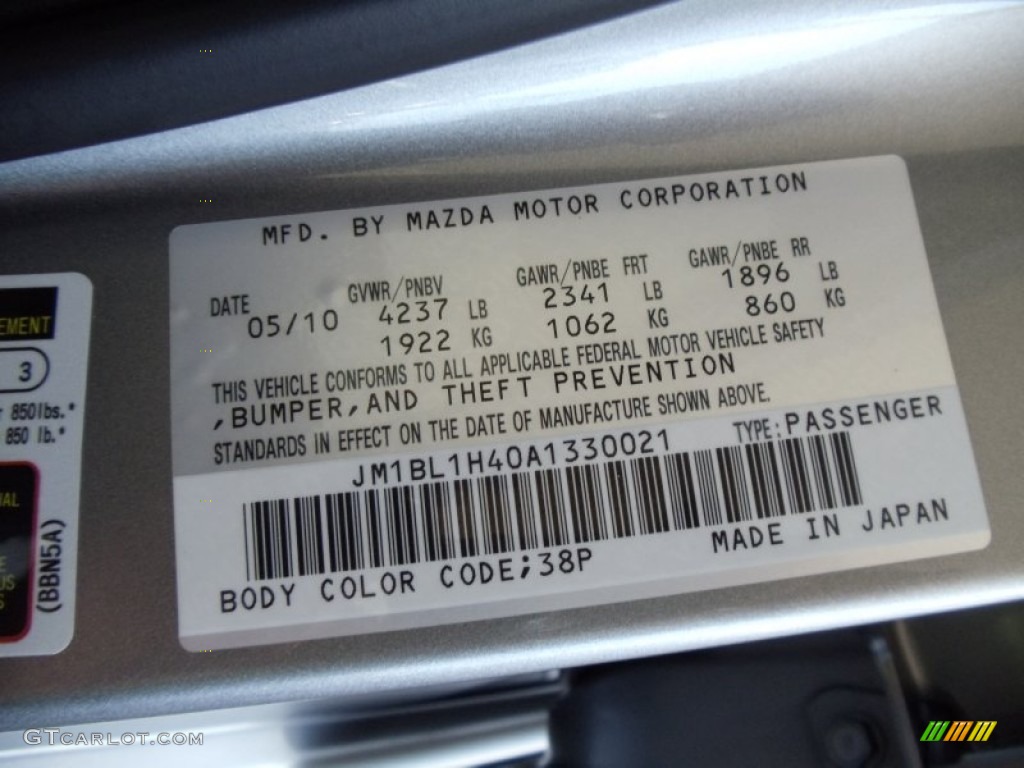 MFD. BY MAZDA MOTOR CORPORATION
DATE GVWR/PNBV GAWR/PNBE FRT GAWR/PNBE RR
05/10 4237 LB 2341 LB 1896 LB
1922 KG 1062 KG 860 KG
THIS VEHICLE CONFORMS TO ALL APPLICABLE FEDERAL MOTOR VEHICLE SAFETY
,BUMPER,AND THEFT PREVENTION
STANDARDS IN EFFECT ON THE DATE OF MANUFACTURE SHOWN ABOVE.
JM1BL1H40A1330021 TYPE:PASSENGER
BODY COLOR CODE;38P MADE IN JAPAN
EMENT
3
850lbs.*
850 lb.*
IAL
(BBN5A)
GTCARLOT.COM